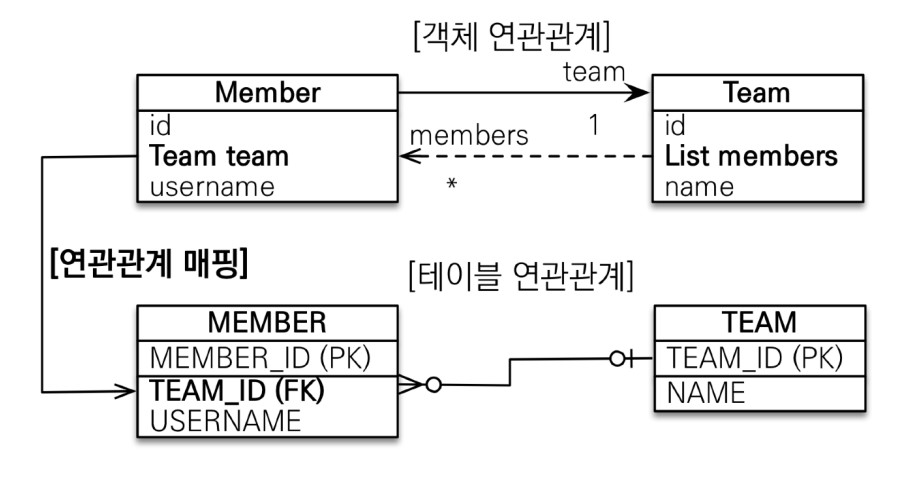 [객체 연관관계]
Member
id
Team team
username
team
1
members
*
Team
id
List members
name
[연관관계 매핑]
[테이블 연관관계]
MEMBER
MEMBER_ID (PK)
TEAM_ID (FK)
USERNAME
TEAM
TEAM_ID (PK)
NAME